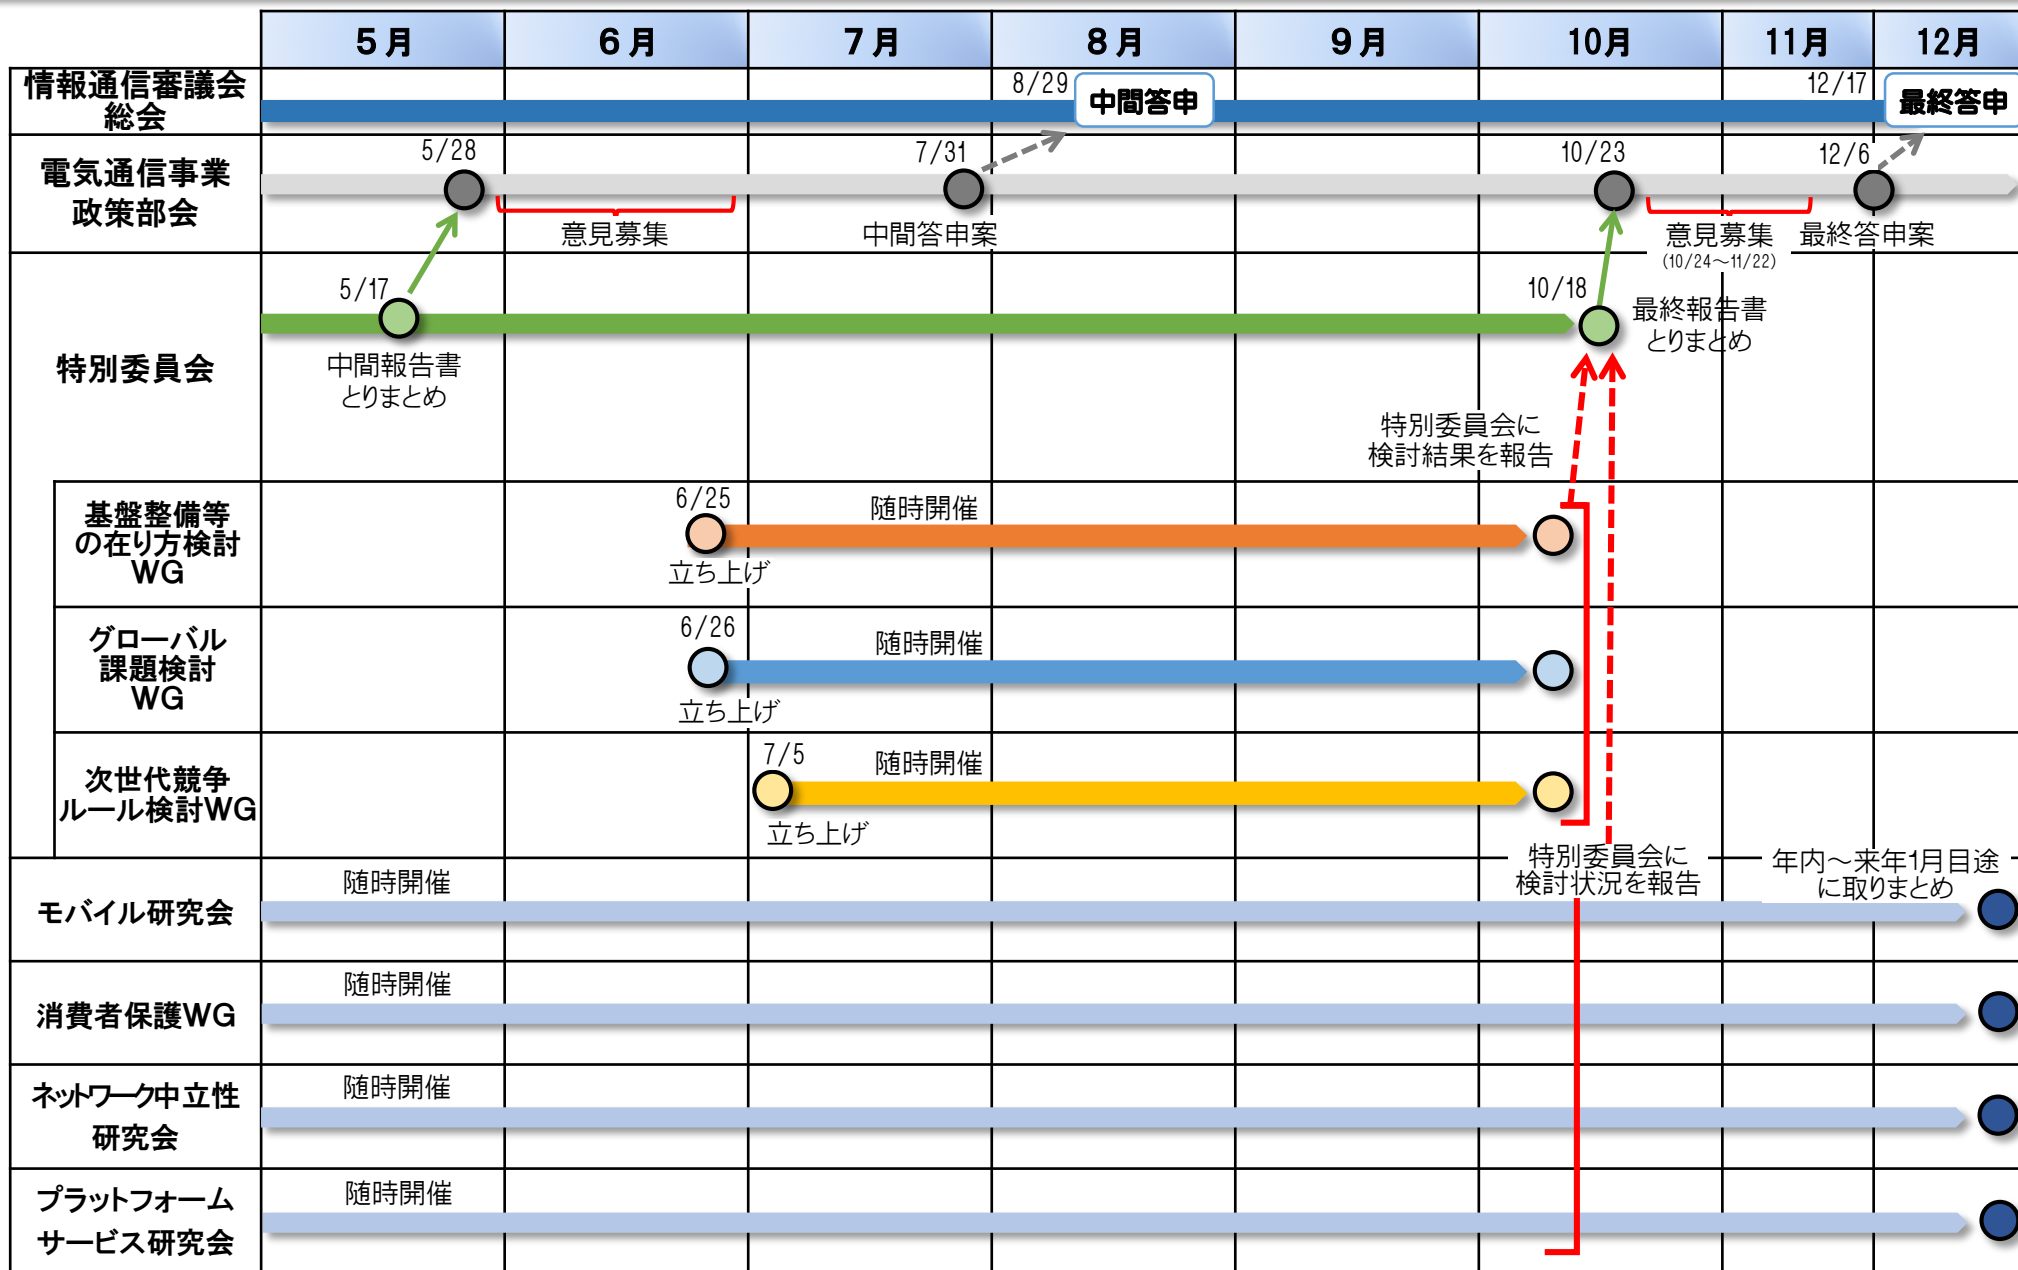 5月 6月 7月 8月 9月 10月 11月 12月
情報通信審議会
総会
8/29
中間答申
12/17
最終答申
電気通信事業
政策部会
5/28
7/31
10/23
12/6
意見募集
中間答申案
意見募集
(10/24～11/22)
最終答申案
特別委員会
5/17
中間報告書
とりまとめ
10/18
最終報告書
とりまとめ
特別委員会に
検討結果を報告
基盤整備等
の在り方検討
WG
6/25
立ち上げ
随時開催
グローバル
課題検討
WG
6/26
立ち上げ
随時開催
次世代競争
ルール検討WG
7/5
立ち上げ
随時開催
特別委員会に
検討状況を報告
年内～来年1月目途
に取りまとめ
モバイル研究会
随時開催
消費者保護WG
随時開催
ネットワーク中立性
研究会
随時開催
プラットフォーム
サービス研究会
随時開催